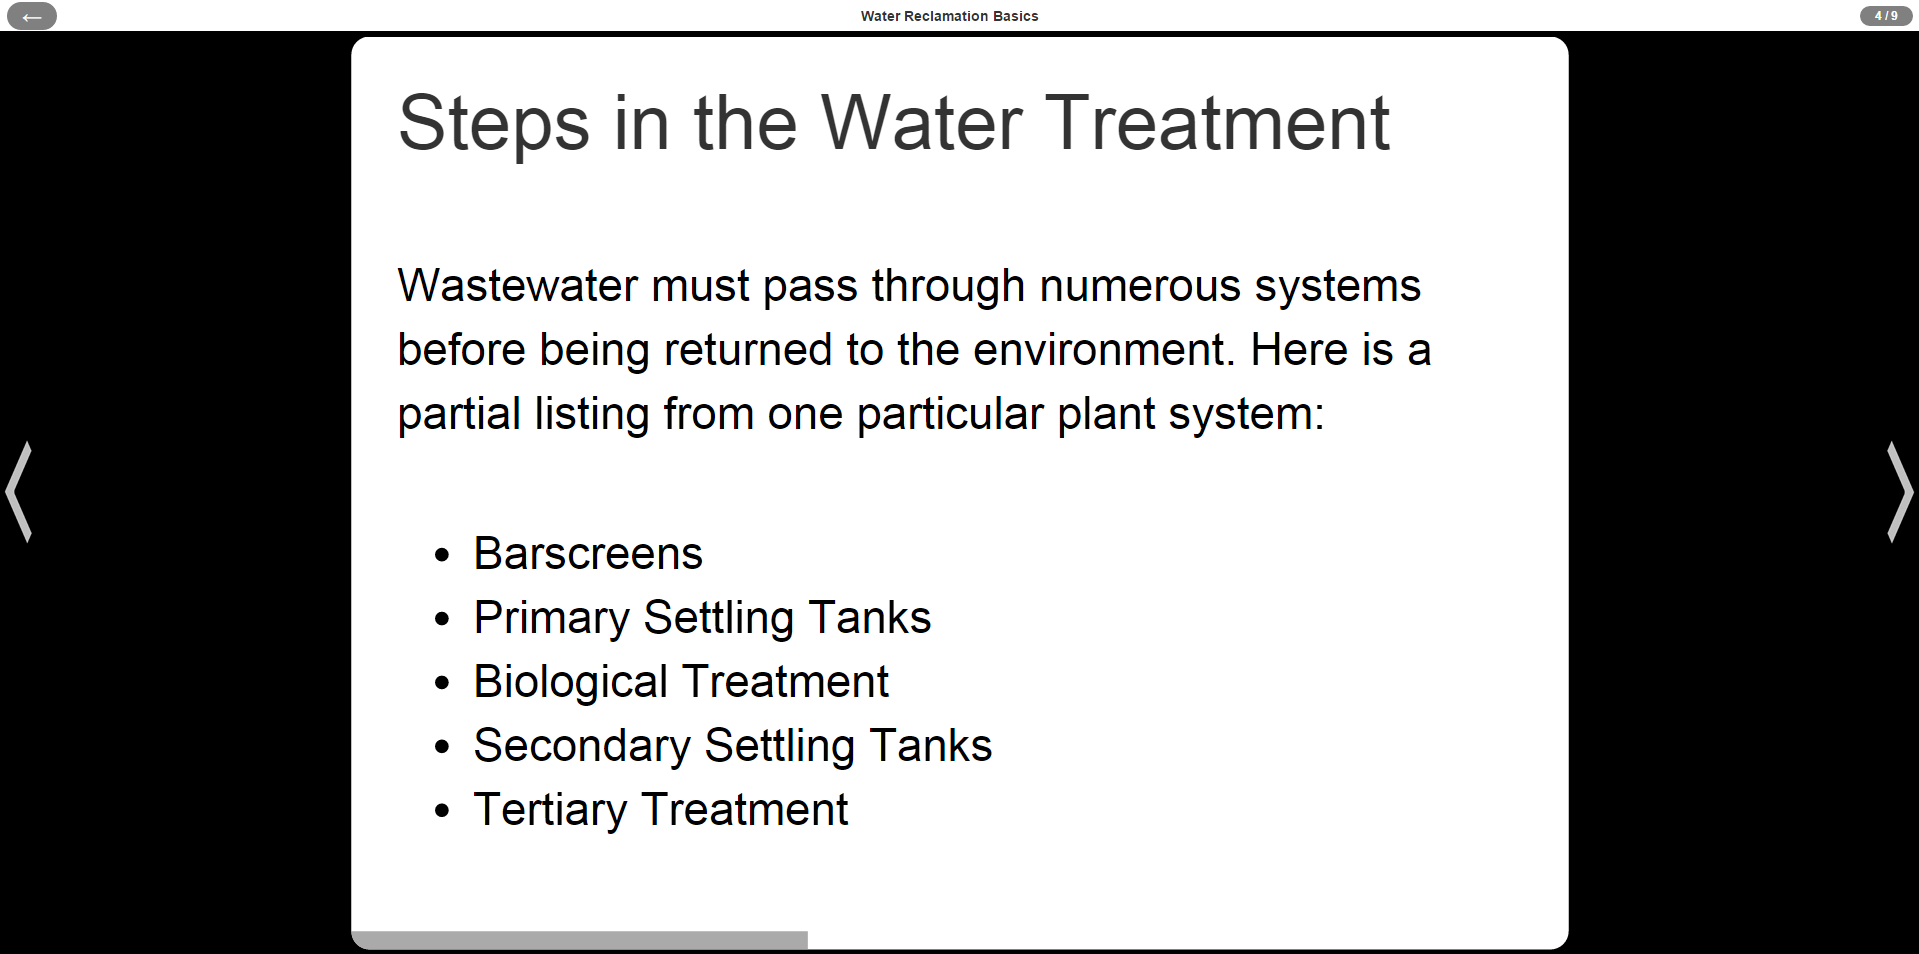 Water Reclamation Basics
4 / 9
Steps in the Water Treatment
Wastewater must pass through numerous systems
before being returned to the environment. Here is a
partial listing from one particular plant system:
• Barscreens
• Primary Settling Tanks
• Biological Treatment
• Secondary Settling Tanks
• Tertiary Treatment